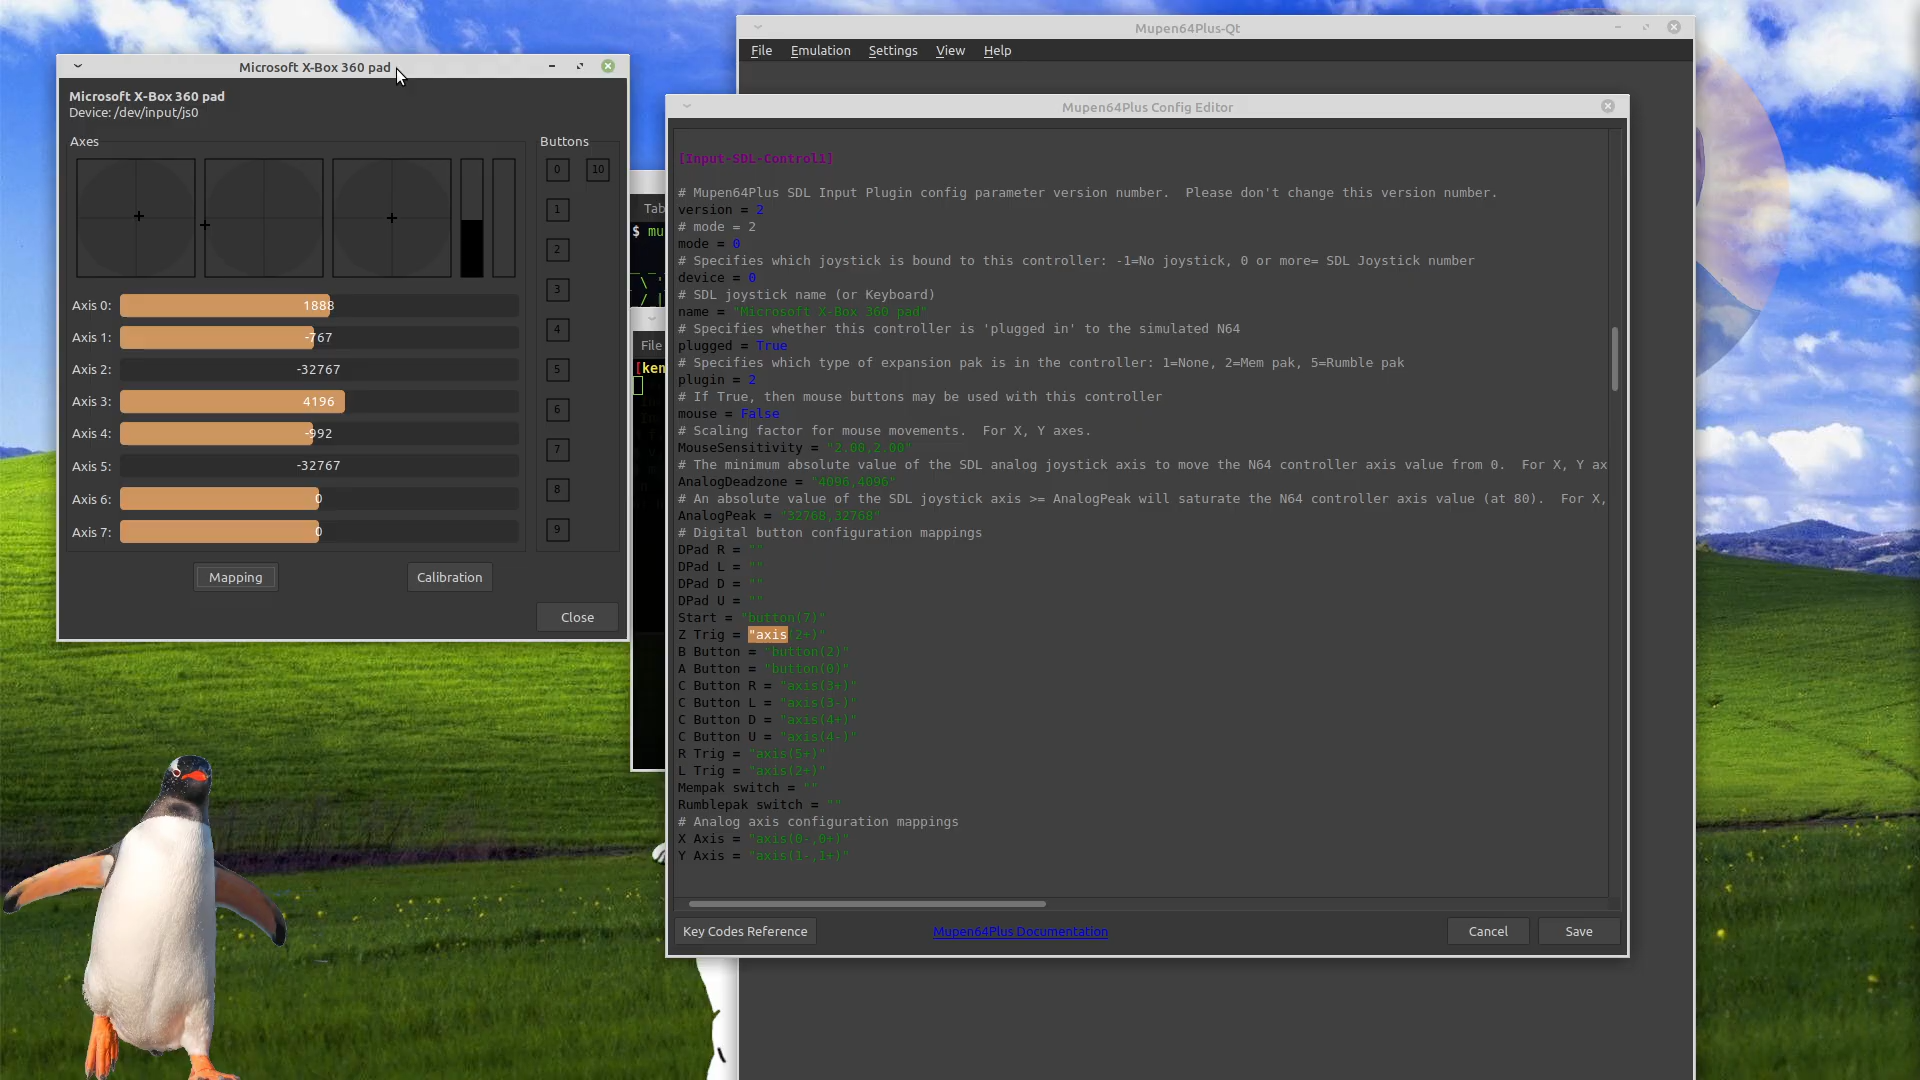 Mupen64Plus-Qt
File Emulation Settings View Help
Microsoft X-Box 360 pad
Microsoft X-Box 360 pad
Device: /dev/input/js0
Axes
Buttons
0 10
1
2
3
4
5
6
7
8
9
Axis 0: 1888
Axis 1: -767
Axis 2: -32767
Axis 3: 4196
Axis 4: -992
Axis 5: -32767
Axis 6: 0
Axis 7: 0
Mapping
Calibration
Close
Tab
$ mu
File
[ken
Mupen64Plus Config Editor
[Input-SDL-Control1]
# Mupen64Plus SDL Input Plugin config parameter version number.  Please don't change this version number.
version = 2
# mode = 2
mode = 0
# Specifies which joystick is bound to this controller: -1=No joystick, 0 or more= SDL Joystick number
device = 0
# SDL joystick name (or Keyboard)
name = "Microsoft X-Box 360 pad"
# Specifies whether this controller is 'plugged in' to the simulated N64
plugged = True
# Specifies which type of expansion pak is in the controller: 1=None, 2=Mem pak, 5=Rumble pak
plugin = 2
# If True, then mouse buttons may be used with this controller
mouse = False
# Scaling factor for mouse movements.  For X, Y axes.
MouseSensitivity = "2.00,2.00"
# The minimum absolute value of the SDL analog joystick axis to move the N64 controller axis value from 0.  For X, Y ax
AnalogDeadzone = "4096,4096"
# An absolute value of the SDL joystick axis >= AnalogPeak will saturate the N64 controller axis value (at 80).  For X,
AnalogPeak = "32768,32768"
# Digital button configuration mappings
DPad R = ""
DPad L = ""
DPad D = ""
DPad U = ""
Start = "button(7)"
Z Trig = "axis(2+)"
B Button = "button(2)"
A Button = "button(0)"
C Button R = "axis(3+)"
C Button L = "axis(3-)"
C Button D = "axis(4+)"
C Button U = "axis(4-)"
R Trig = "axis(5+)"
L Trig = "axis(2+)"
Mempak switch = ""
Rumblepak switch = ""
# Analog axis configuration mappings
X Axis = "axis(0-,0+)"
Y Axis = "axis(1-,1+)"
Key Codes Reference
Mupen64Plus Documentation
Cancel
Save